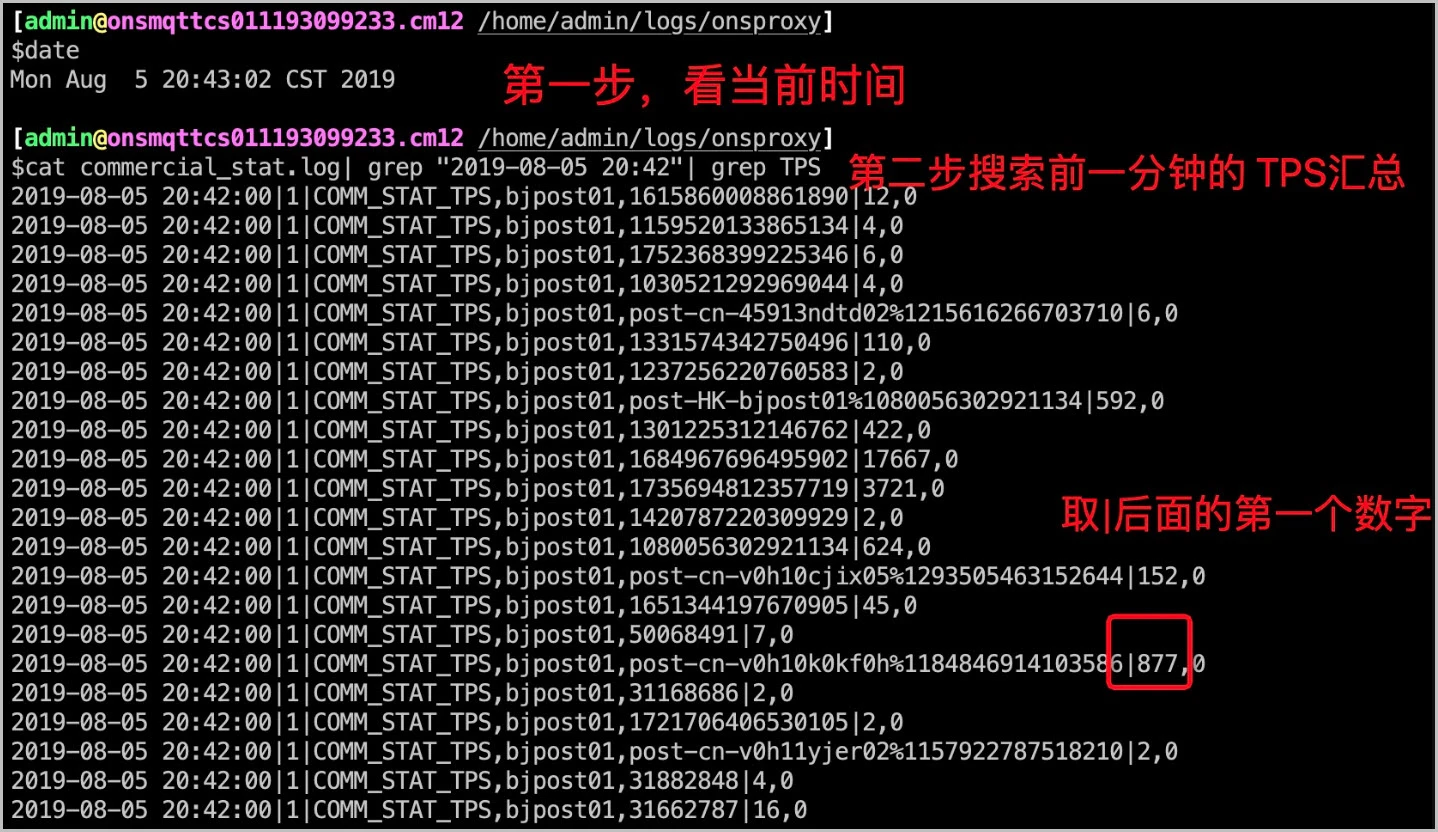 [admin@onsmqttcs011193099233.cm12 /home/admin/logs/onsproxy]
$date
Mon Aug  5 20:43:02 CST 2019
第一步，看当前时间
[admin@onsmqttcs011193099233.cm12 /home/admin/logs/onsproxy]
$cat commercial_stat.log| grep "2019-08-05 20:42"| grep TPS
第二步搜索前一分钟的 TPS汇总
2019-08-05 20:42:00|1|COMM_STAT_TPS,bjpost01,1615860008861890|12,0
2019-08-05 20:42:00|1|COMM_STAT_TPS,bjpost01,1159520133865134|4,0
2019-08-05 20:42:00|1|COMM_STAT_TPS,bjpost01,1752368399225346|6,0
2019-08-05 20:42:00|1|COMM_STAT_TPS,bjpost01,1030521292969044|4,0
2019-08-05 20:42:00|1|COMM_STAT_TPS,bjpost01,post-cn-45913ndtd02%1215616266703710|6,0
2019-08-05 20:42:00|1|COMM_STAT_TPS,bjpost01,1331574342750496|110,0
2019-08-05 20:42:00|1|COMM_STAT_TPS,bjpost01,1237256220760583|2,0
2019-08-05 20:42:00|1|COMM_STAT_TPS,bjpost01,post-HK-bjpost01%1080056302921134|592,0
2019-08-05 20:42:00|1|COMM_STAT_TPS,bjpost01,1301225312146762|422,0
2019-08-05 20:42:00|1|COMM_STAT_TPS,bjpost01,1684967696495902|17667,0
2019-08-05 20:42:00|1|COMM_STAT_TPS,bjpost01,1735694812357719|3721,0
2019-08-05 20:42:00|1|COMM_STAT_TPS,bjpost01,1420787220309929|2,0
取|后面的第一个数字
2019-08-05 20:42:00|1|COMM_STAT_TPS,bjpost01,1080056302921134|624,0
2019-08-05 20:42:00|1|COMM_STAT_TPS,bjpost01,post-cn-v0h10cjix05%1293505463152644|152,0
2019-08-05 20:42:00|1|COMM_STAT_TPS,bjpost01,1651344197670905|45,0
2019-08-05 20:42:00|1|COMM_STAT_TPS,bjpost01,50068491|7,0
2019-08-05 20:42:00|1|COMM_STAT_TPS,bjpost01,post-cn-v0h10k0kf0h%1184846914103586|877,0
2019-08-05 20:42:00|1|COMM_STAT_TPS,bjpost01,31168686|2,0
2019-08-05 20:42:00|1|COMM_STAT_TPS,bjpost01,1721706406530105|2,0
2019-08-05 20:42:00|1|COMM_STAT_TPS,bjpost01,post-cn-v0h11yjer02%1157922787518210|2,0
2019-08-05 20:42:00|1|COMM_STAT_TPS,bjpost01,31882848|4,0
2019-08-05 20:42:00|1|COMM_STAT_TPS,bjpost01,31662787|16,0